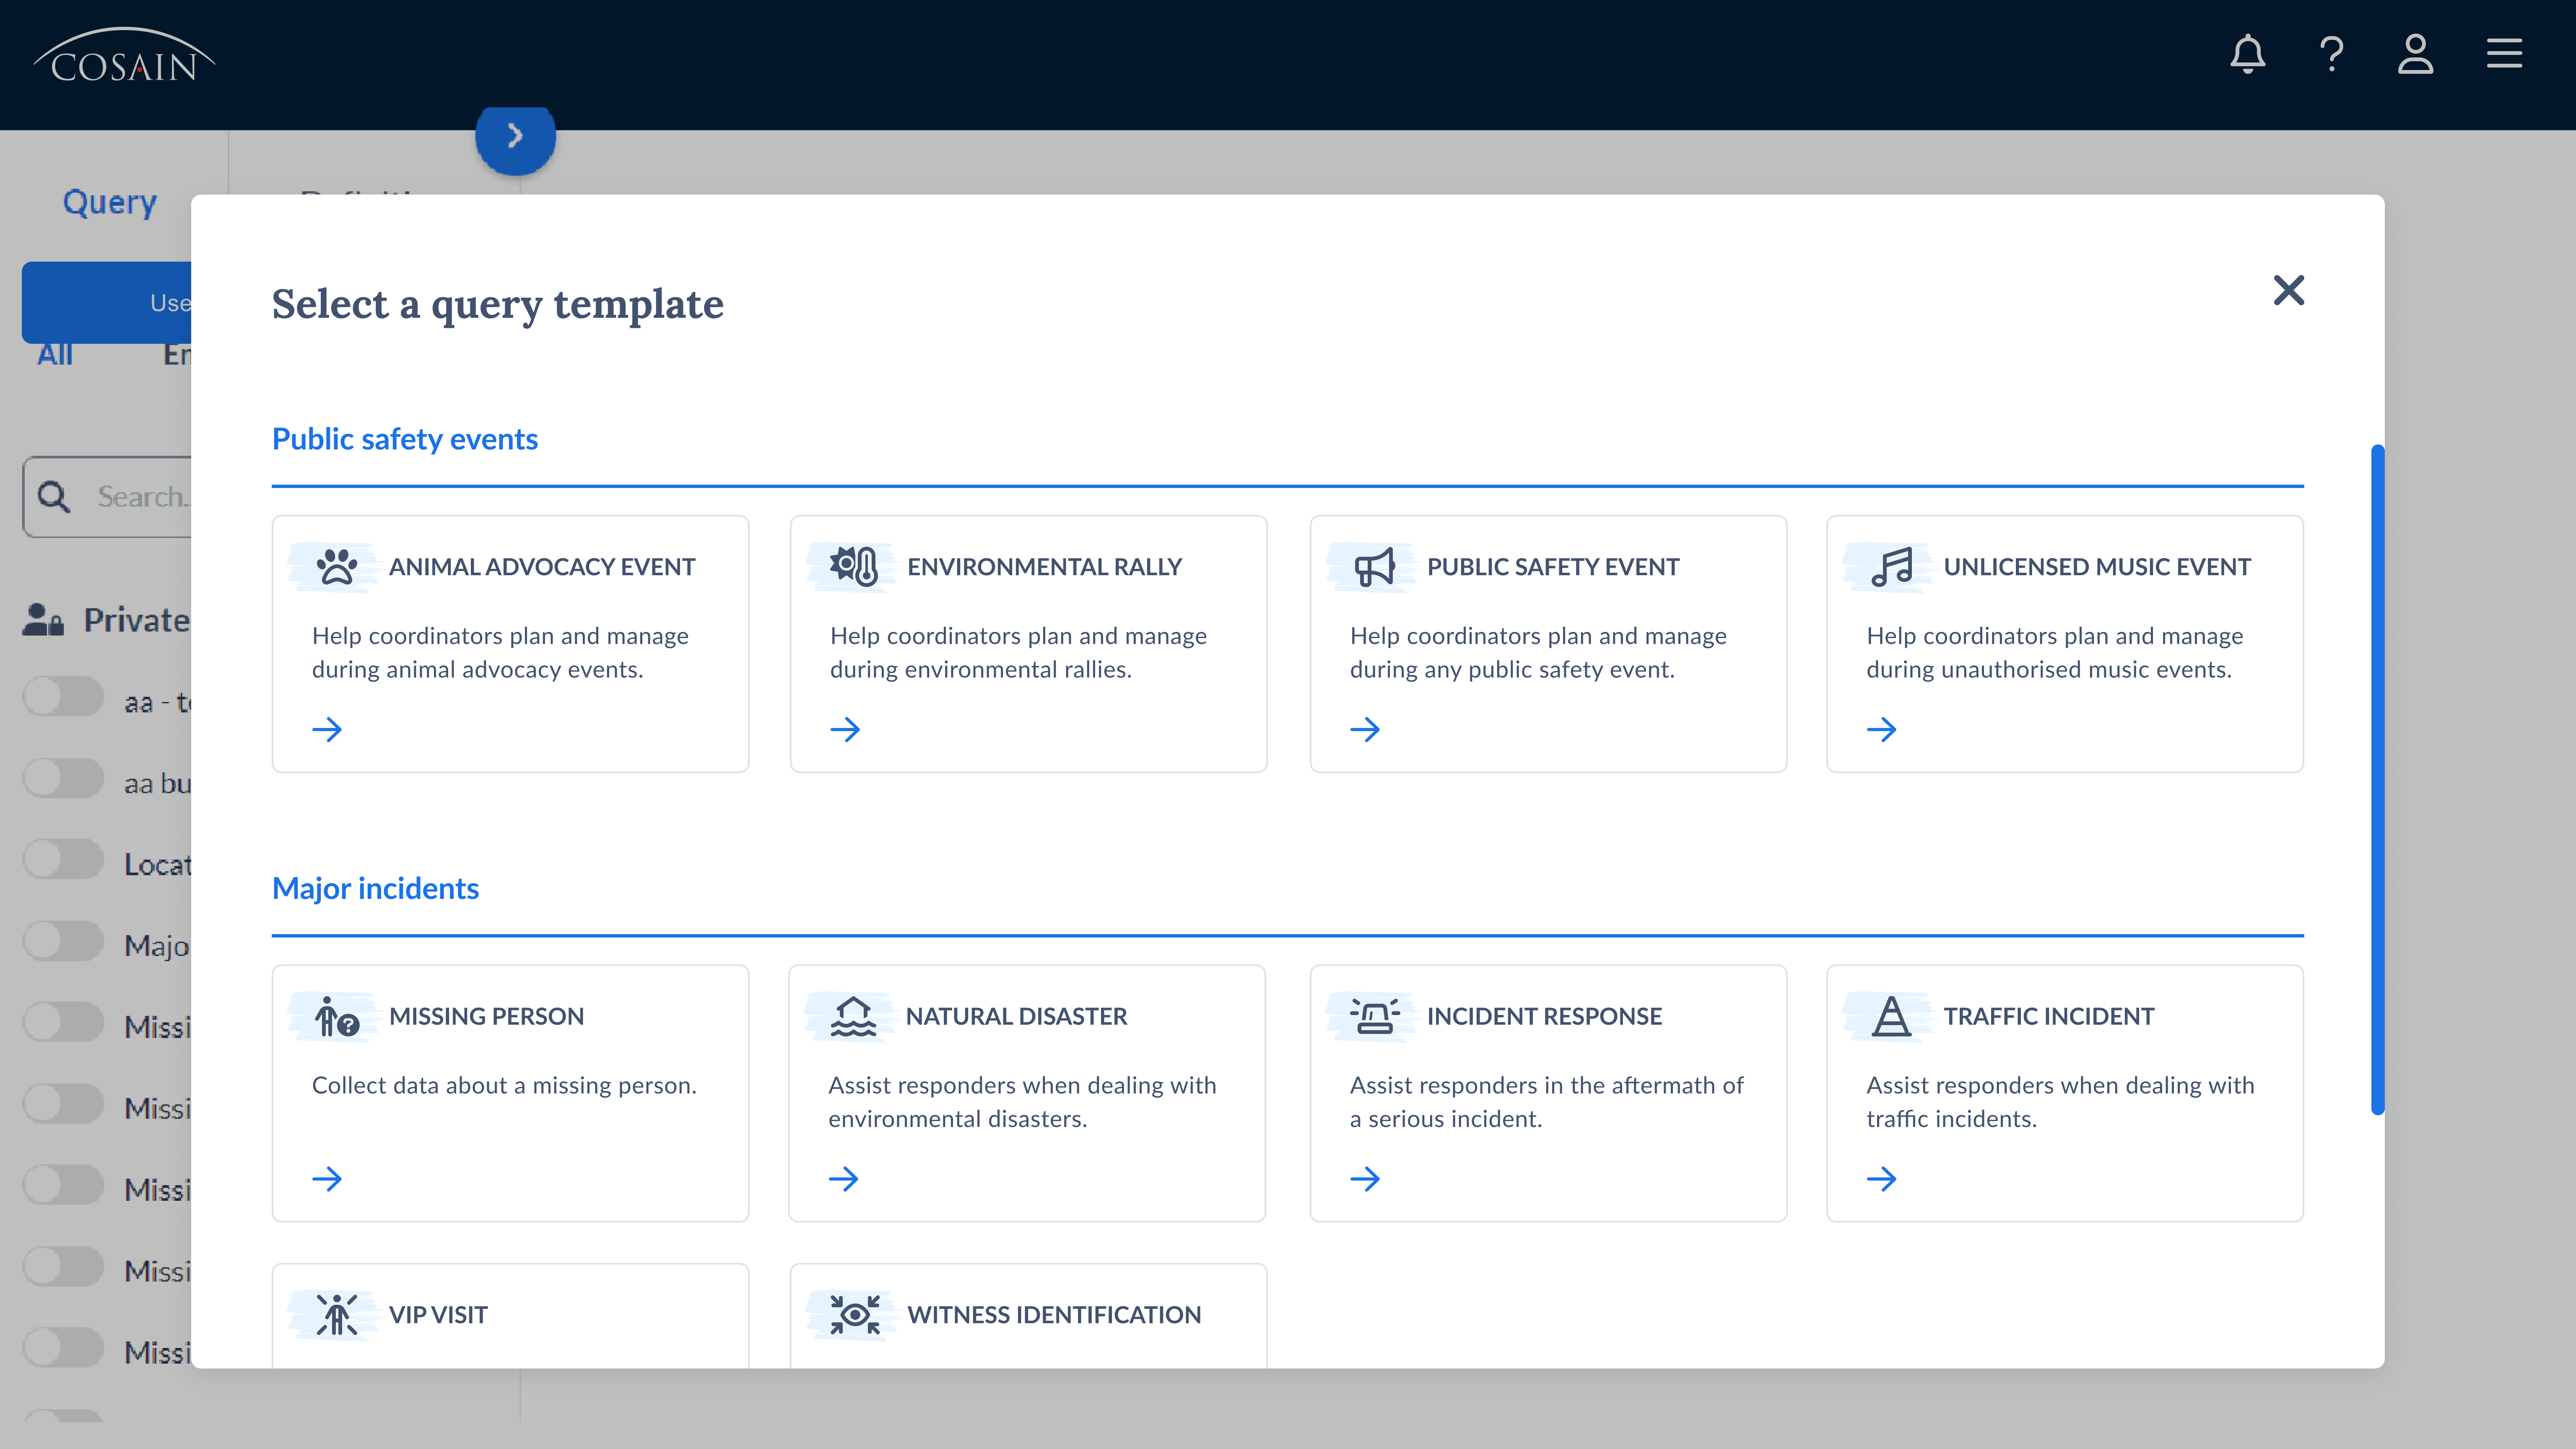 COSAIN
Query
Select a query template
Use
All
Search..
Private
aa - t
aa bu
Locat
Majo
Missi
Missi
Missi
Missi
Missi
Public safety events
ANIMAL ADVOCACY EVENT
Help coordinators plan and manage
during animal advocacy events.
ENVIRONMENTAL RALLY
Help coordinators plan and manage
during environmental rallies.
PUBLIC SAFETY EVENT
Help coordinators plan and manage
during any public safety event.
UNLICENSED MUSIC EVENT
Help coordinators plan and manage
during unauthorised music events.
Major incidents
MISSING PERSON
Collect data about a missing person.
NATURAL DISASTER
Assist responders when dealing with
environmental disasters.
INCIDENT RESPONSE
Assist responders in the aftermath of
a serious incident.
TRAFFIC INCIDENT
Assist responders when dealing with
traffic incidents.
VIP VISIT
WITNESS IDENTIFICATION